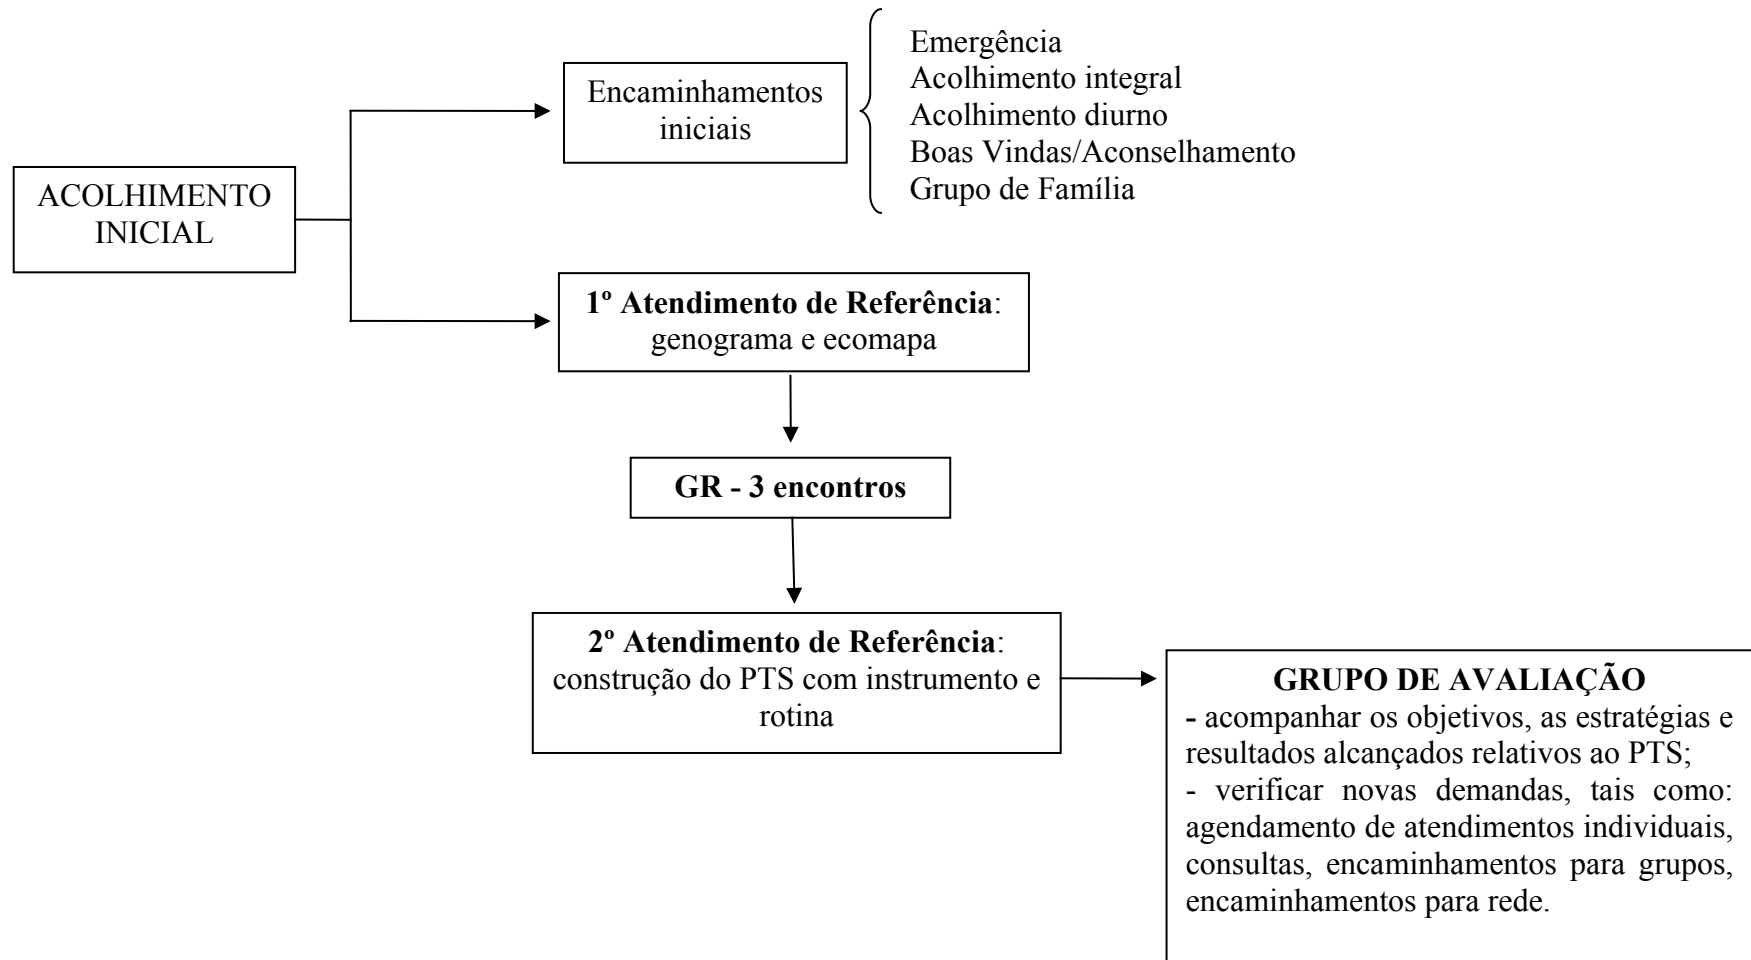 Emergência
Acolhimento integral
Acolhimento diurno
Boas Vindas/Aconselhamento
Grupo de Família
Encaminhamentos
iniciais
ACOLHIMENTO
INICIAL
1º Atendimento de Referência:
genograma e ecomapa
GR - 3 encontros
2º Atendimento de Referência:
construção do PTS com instrumento e
rotina
GRUPO DE AVALIAÇÃO
- acompanhar os objetivos, as estratégias e
resultados alcançados relativos ao PTS;
- verificar novas demandas, tais como:
agendamento de atendimentos individuais,
consultas, encaminhamentos para grupos,
encaminhamentos para rede.